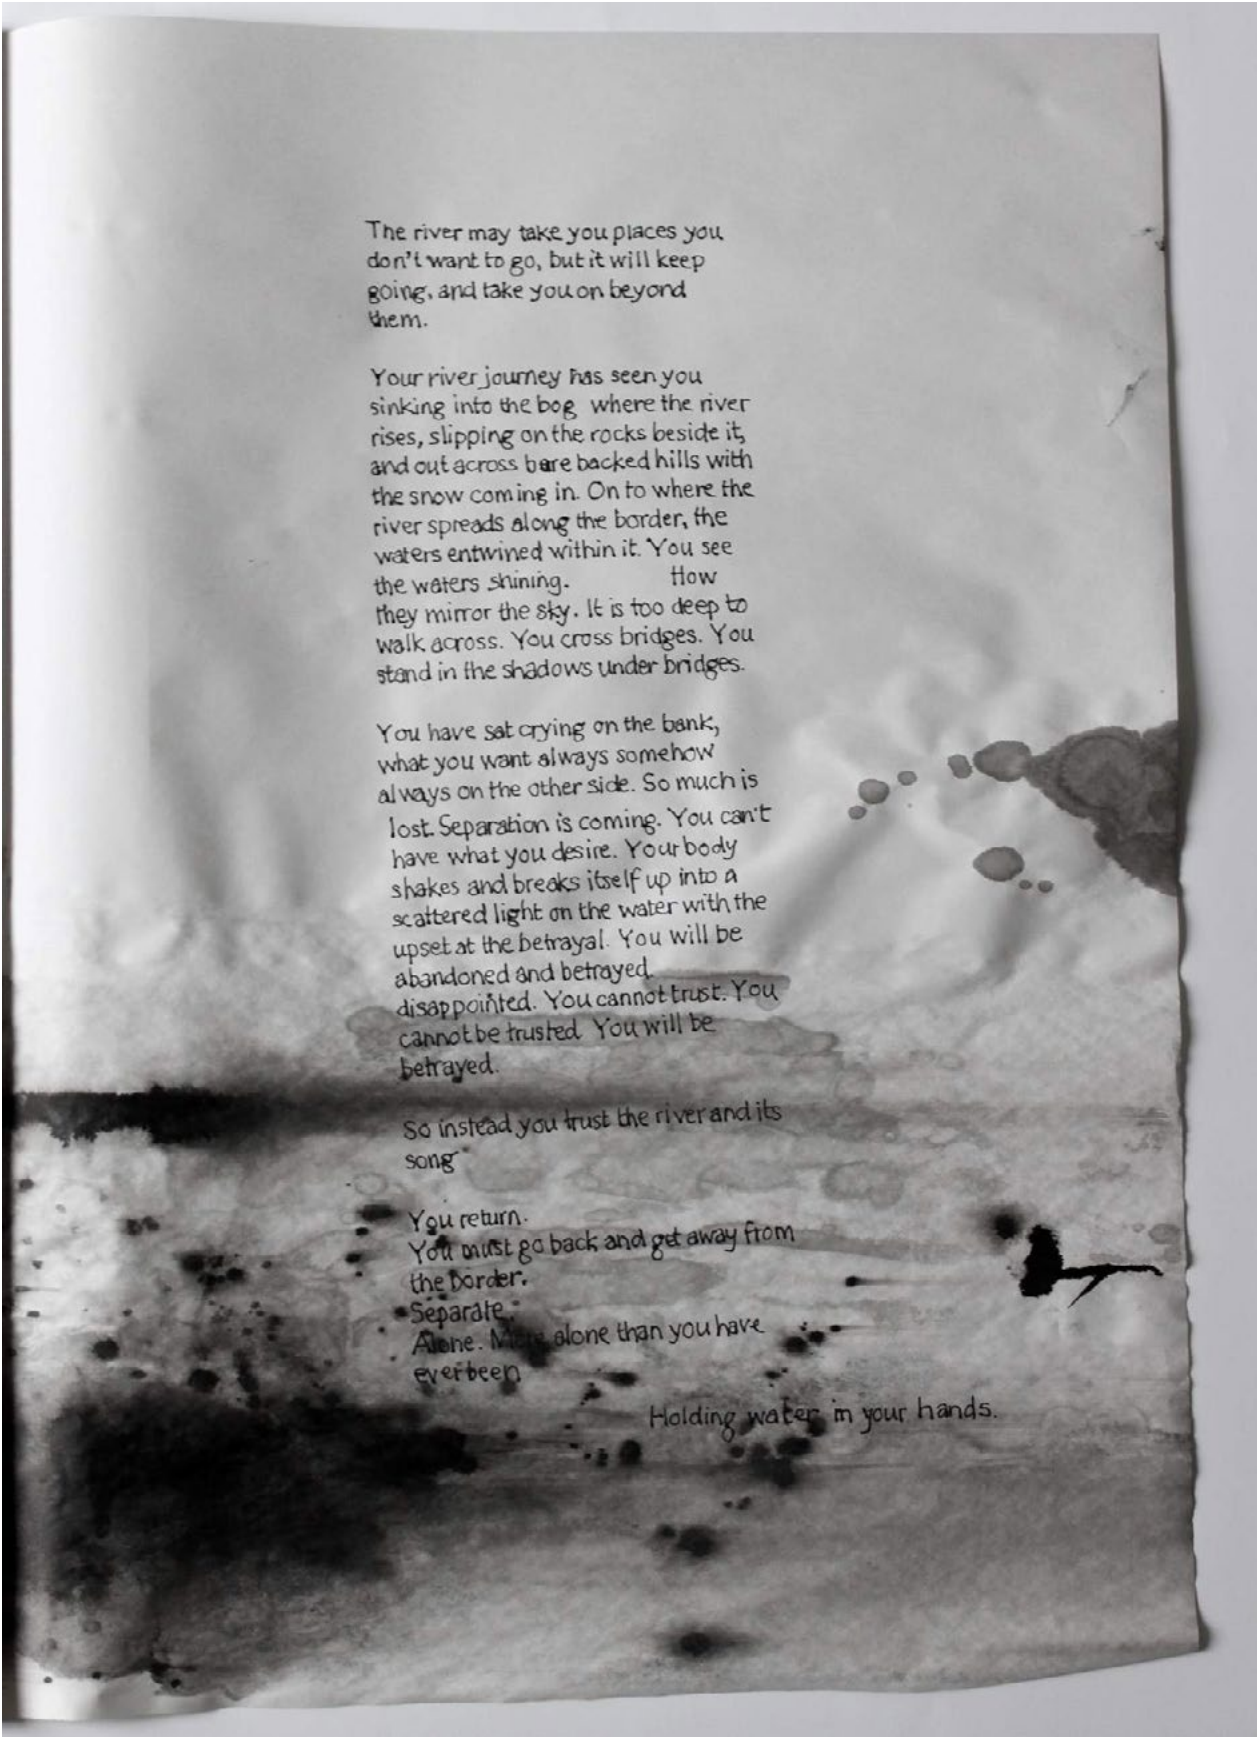 The river may take you places you
don't want to go, but it will keep
going, and take you on beyond
them.
Your river journey has seen you
sinking into the bog where the river
rises, slipping on the rocks beside it,
and out across bare backed hills with
the snow coming in. On to where the
river spreads along the border, the
waters entwined within it. You see
the waters shining. How
they mirror the sky. It is too deep to
walk across. You cross bridges. You
stand in the shadows under bridges.
You have sat crying on the bank,
what you want always somehow
always on the other side. So much is
lost. Separation is coming. You can't
have what you desire. Your body
shakes and breaks itself up into a
scattered light on the water with the
upset at the betrayal. You will be
abandoned and betrayed.
disappointed. You cannot trust. You
cannot be trusted You will be
betrayed.
So instead you trust the river and its
song
You return.
You must go back and get away from
the border.
Separate.
Alone. More alone than you have
ever been
Holding water in your hands.